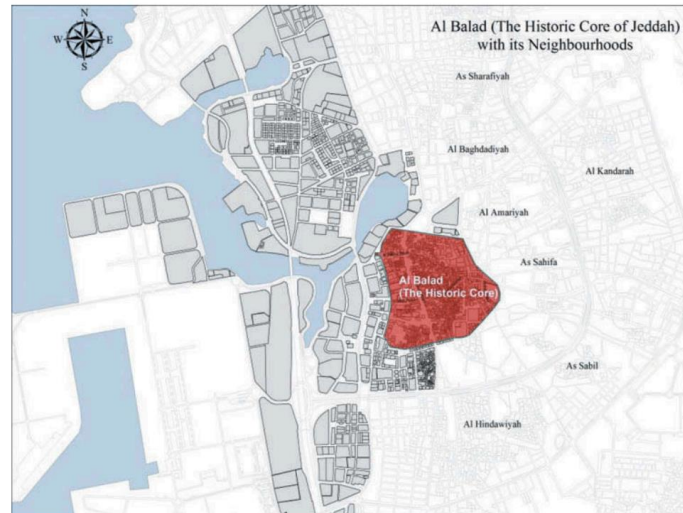 N
W
E
S
Al Balad (The Historic Core of Jeddah)
with its Neighbourhoods
As Sharafiyah
Al Baghdadiyah
Al Kandarah
Al Amariyah
As Sahifa
Al Balad
(The Historic Core)
As Sabil
Al Hindawiyah